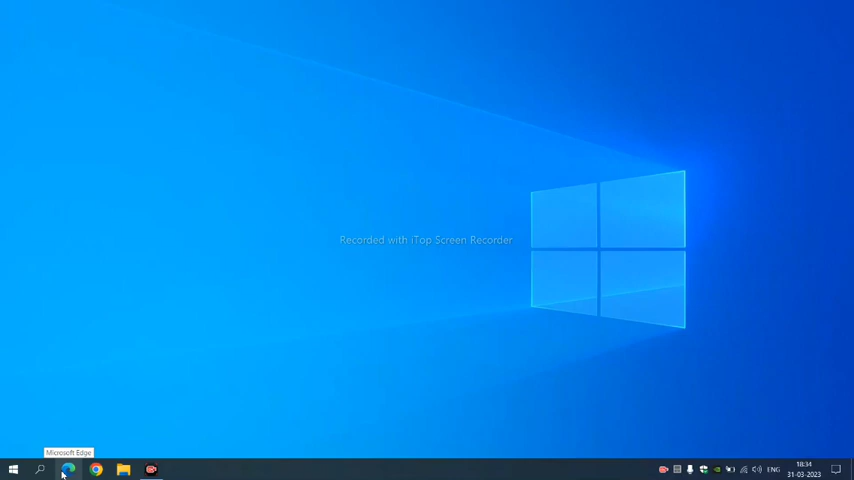 Recorded with iTop Screen Recorder
Microsoft Edge
ENG
18:34
31-03-2023